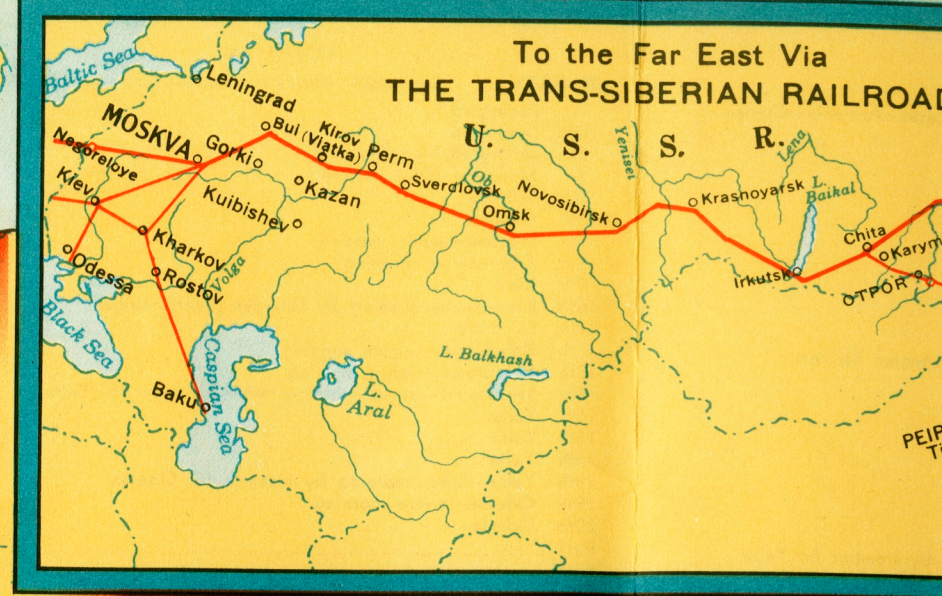 To the Far East Via
THE TRANS-SIBERIAN RAILROAD
U. S. S. R.
Baltic Sea
Leningrad
MOSKVA
Negoreloye
Kiev
Gorki
Bui
Kirov
(Viatka)
Perm
Sverdlovsk
Kazan
Kuibishev
Ob
Omsk
Novosibirsk
Yenisei
Krasnoyarsk
Lena
L.
Baikal
Irkutsk
Chita
Karym
OTPOR
Kharkov
Odessa
Rostov
Volga
Black Sea
Baku
Caspian Sea
L.
Aral
L. Balkhash
PEIP
Ti